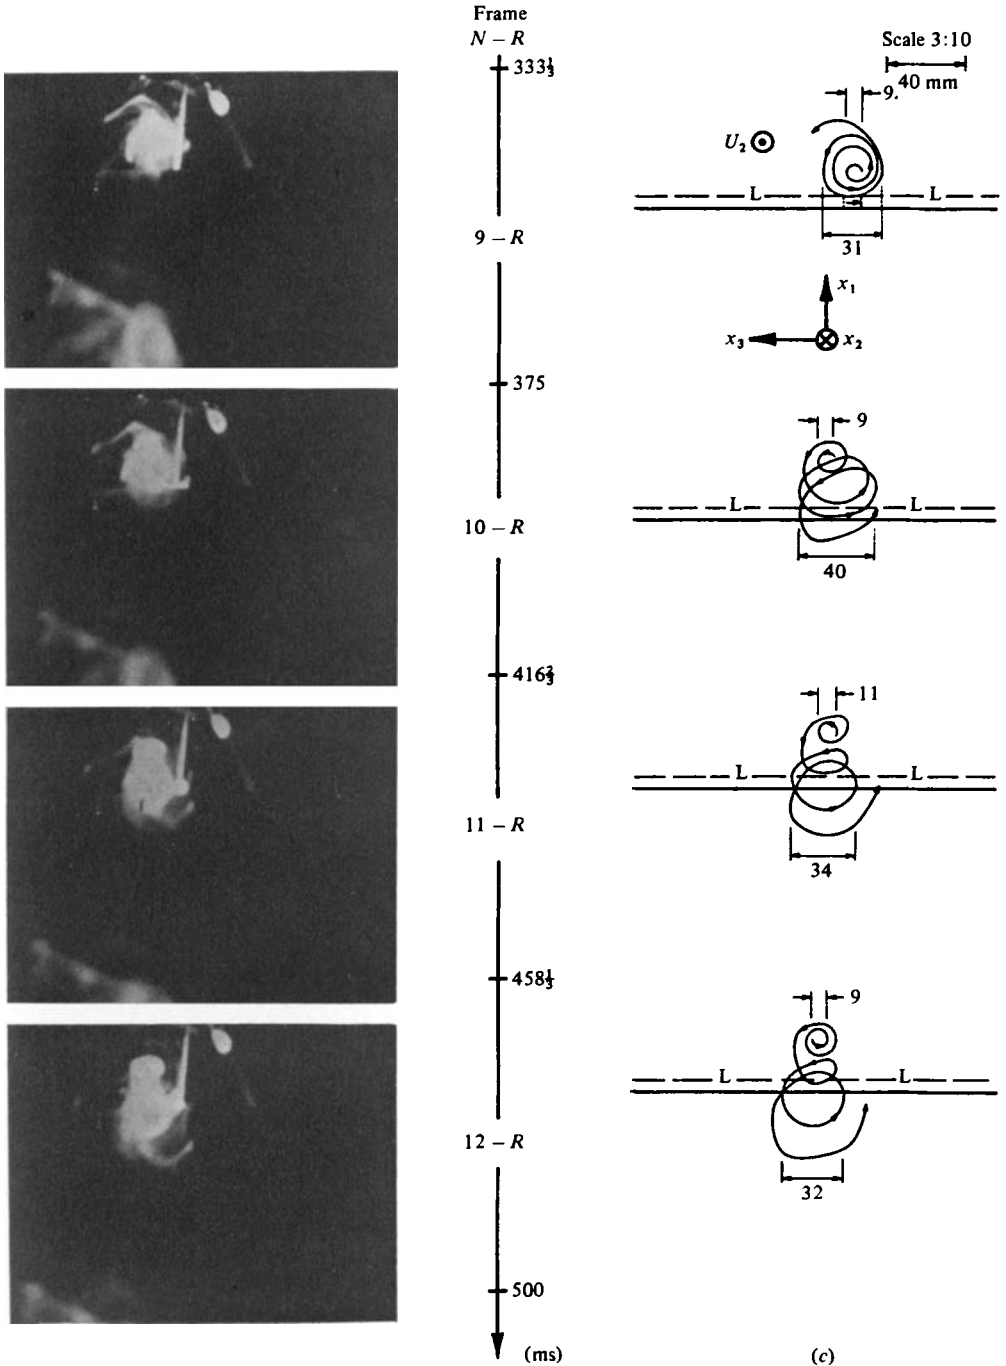 Frame
N – R
333⅓
9 – R
375
10 – R
416⅔
11 – R
458⅓
12 – R
500
(ms)
Scale 3:10
40 mm
9.
U₂
L L
31
x₁
x₃ x₂
9
L L
40
11
L L
34
9
L L
32
(c)